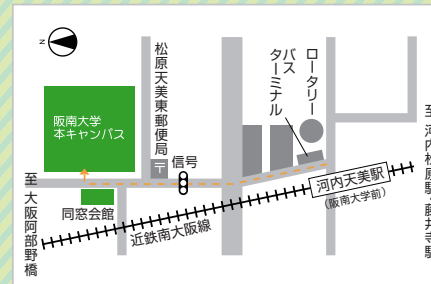 N
松原天美東郵便局
バス
ターミナル
ロータリー
阪南大学
本キャンパス
〒
信号
至 大阪阿部野橋
同窓会館
近鉄南大阪線
河内天美駅
(阪南大学前)
至 河内松原駅・藤井寺駅